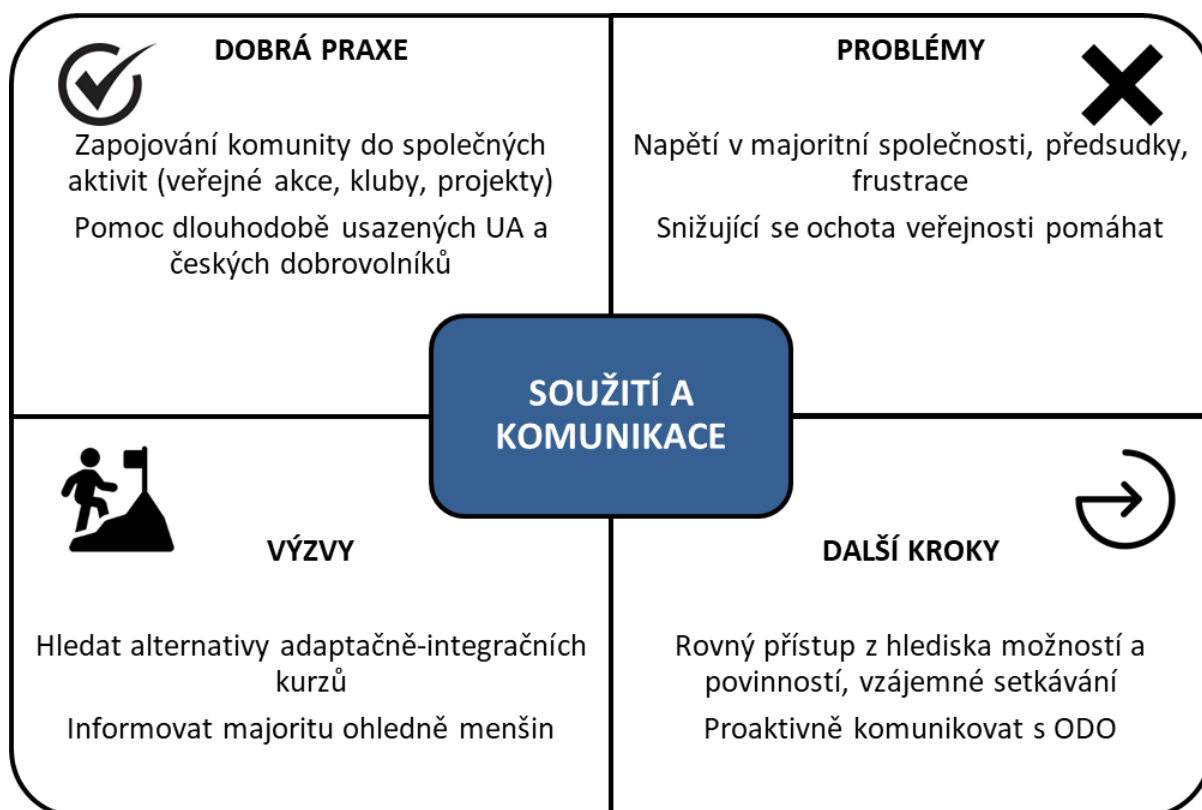 DOBRÁ PRAXE
Zapojování komunity do společných
aktivit (veřejné akce, kluby, projekty)
Pomoc dlouhodobě usazených UA a
českých dobrovolníků
PROBLÉMY
Napětí v majoritní společnosti, předsudky,
frustrace
Snižující se ochota veřejnosti pomáhat
SOUŽITÍ A
KOMUNIKACE
VÝZVY
Hledat alternativy adaptačně-integračních
kurzů
Informovat majoritu ohledně menšin
DALŠÍ KROKY
Rovný přístup z hlediska možností a
povinností, vzájemné setkávání
Proaktivně komunikovat s ODO